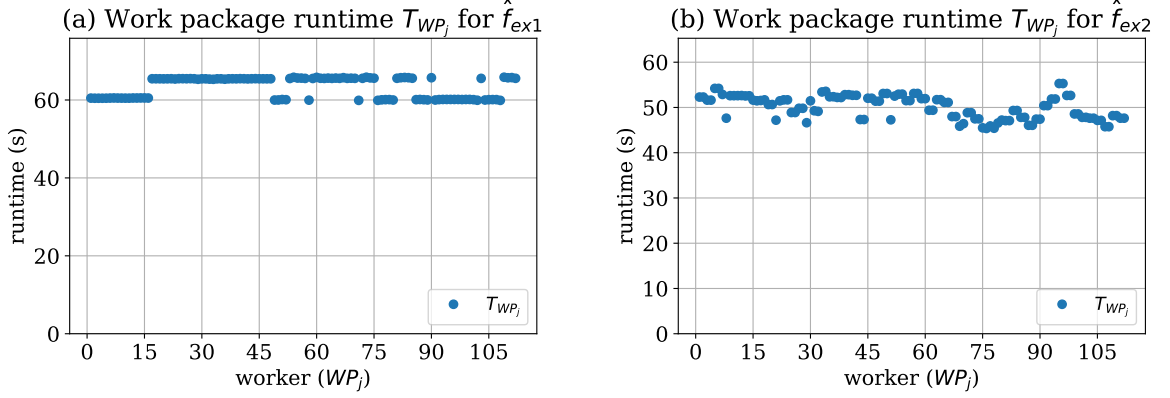 (a) Work package runtime T_{WP_j} for \hat{f}_{ex1}
60
40
20
0
runtime (s)
0 15 30 45 60 75 90 105
worker (WP_j)
T_{WP_j}
(b) Work package runtime T_{WP_j} for \hat{f}_{ex2}
60
50
40
30
20
10
0
runtime (s)
0 15 30 45 60 75 90 105
worker (WP_j)
T_{WP_j}